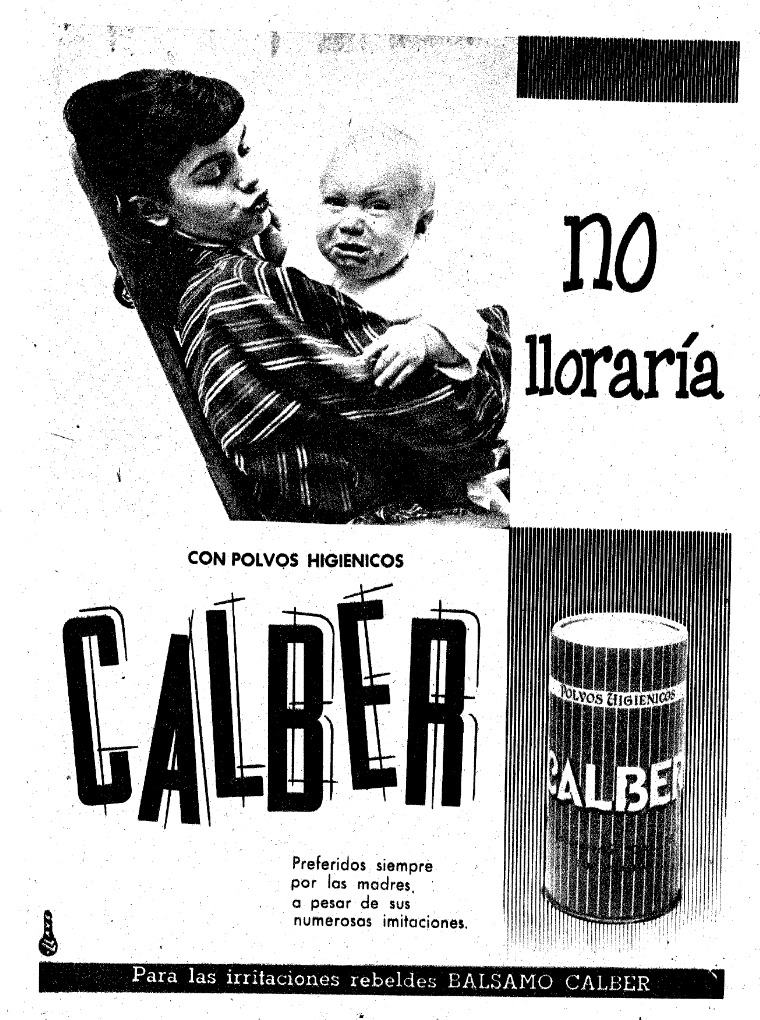 no
lloraría
CON POLVOS HIGIENICOS
CALBER
POLVOS HIGIENICOS
CALBER
Preferidos siempre
por las madres,
a pesar de sus
numerosas imitaciones.
Para las irritaciones rebeldes BALSAMO CALBER